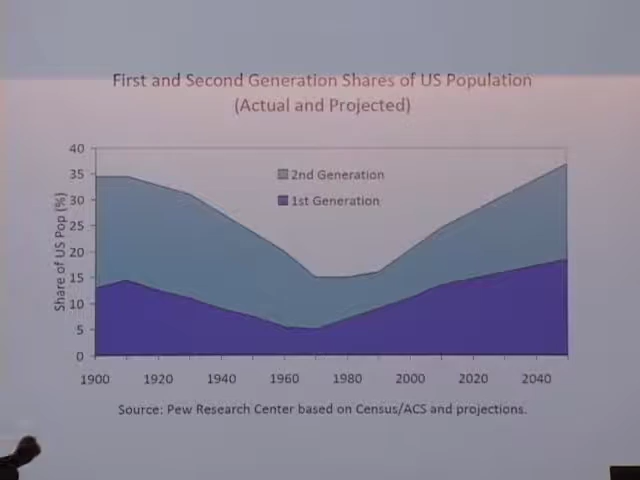 First and Second Generation Shares of US Population
(Actual and Projected)
40
35
30
25
20
15
10
5
0
Share of US Pop (%)
2nd Generation
1st Generation
1900 1920 1940 1960 1980 2000 2020 2040
Source: Pew Research Center based on Census/ACS and projections.